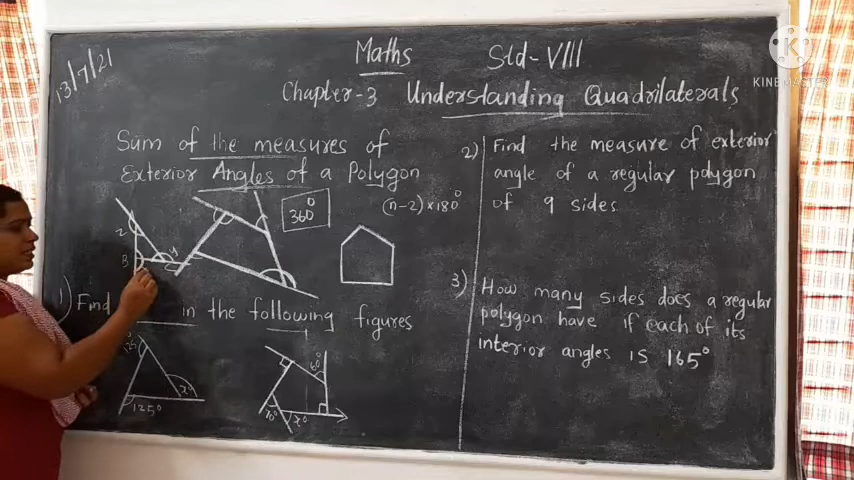 13/7/21
Maths Std-VIII
Chapter-3 Understanding Quadrilaterals
Sum of the measures of
Exterior Angles of a Polygon
360°
(n-2)×180°
z
y
B
C
1) Find in the following figures
125°
x°
125°
60°
70°
x°
2) Find the measure of exterior
angle of a regular polygon
of 9 sides
3) How many sides does a regular
polygon have if each of its
interior angles is 165°
K
KINEMASTER